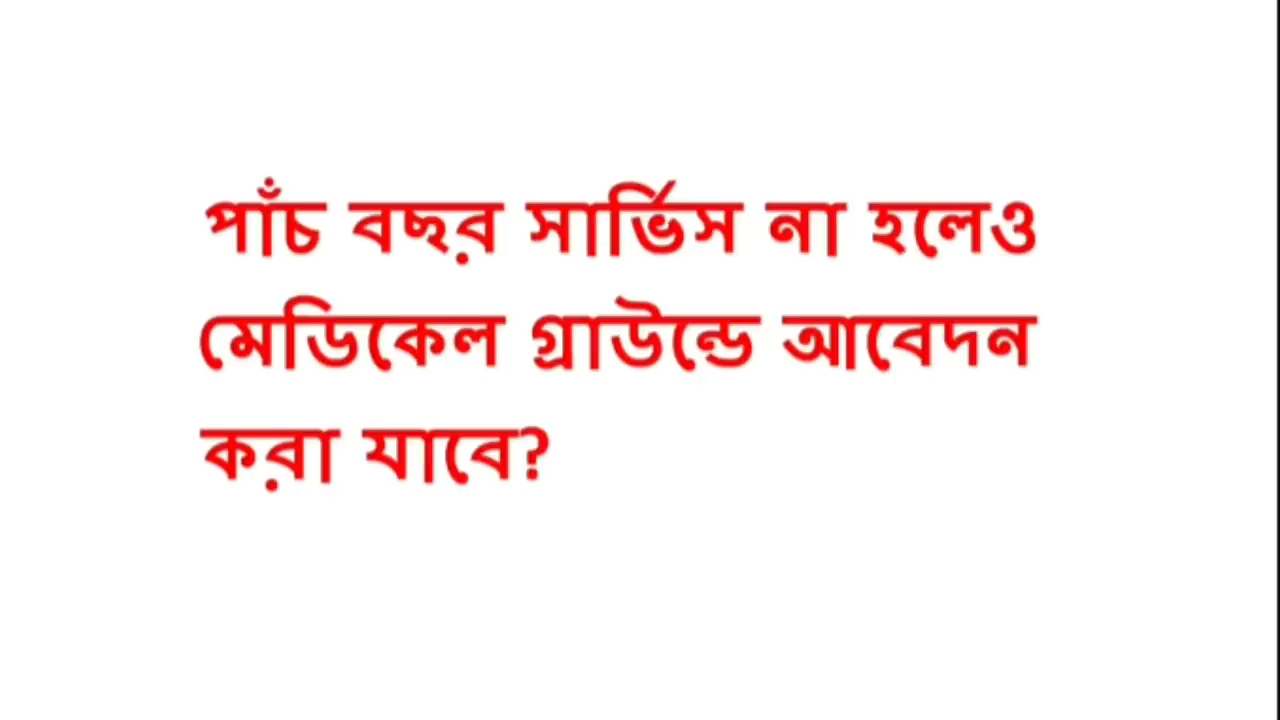 পাঁচ বছর সার্ভিস না হলেও
মেডিকেল গ্রাউন্ডে আবেদন
করা যাবে?